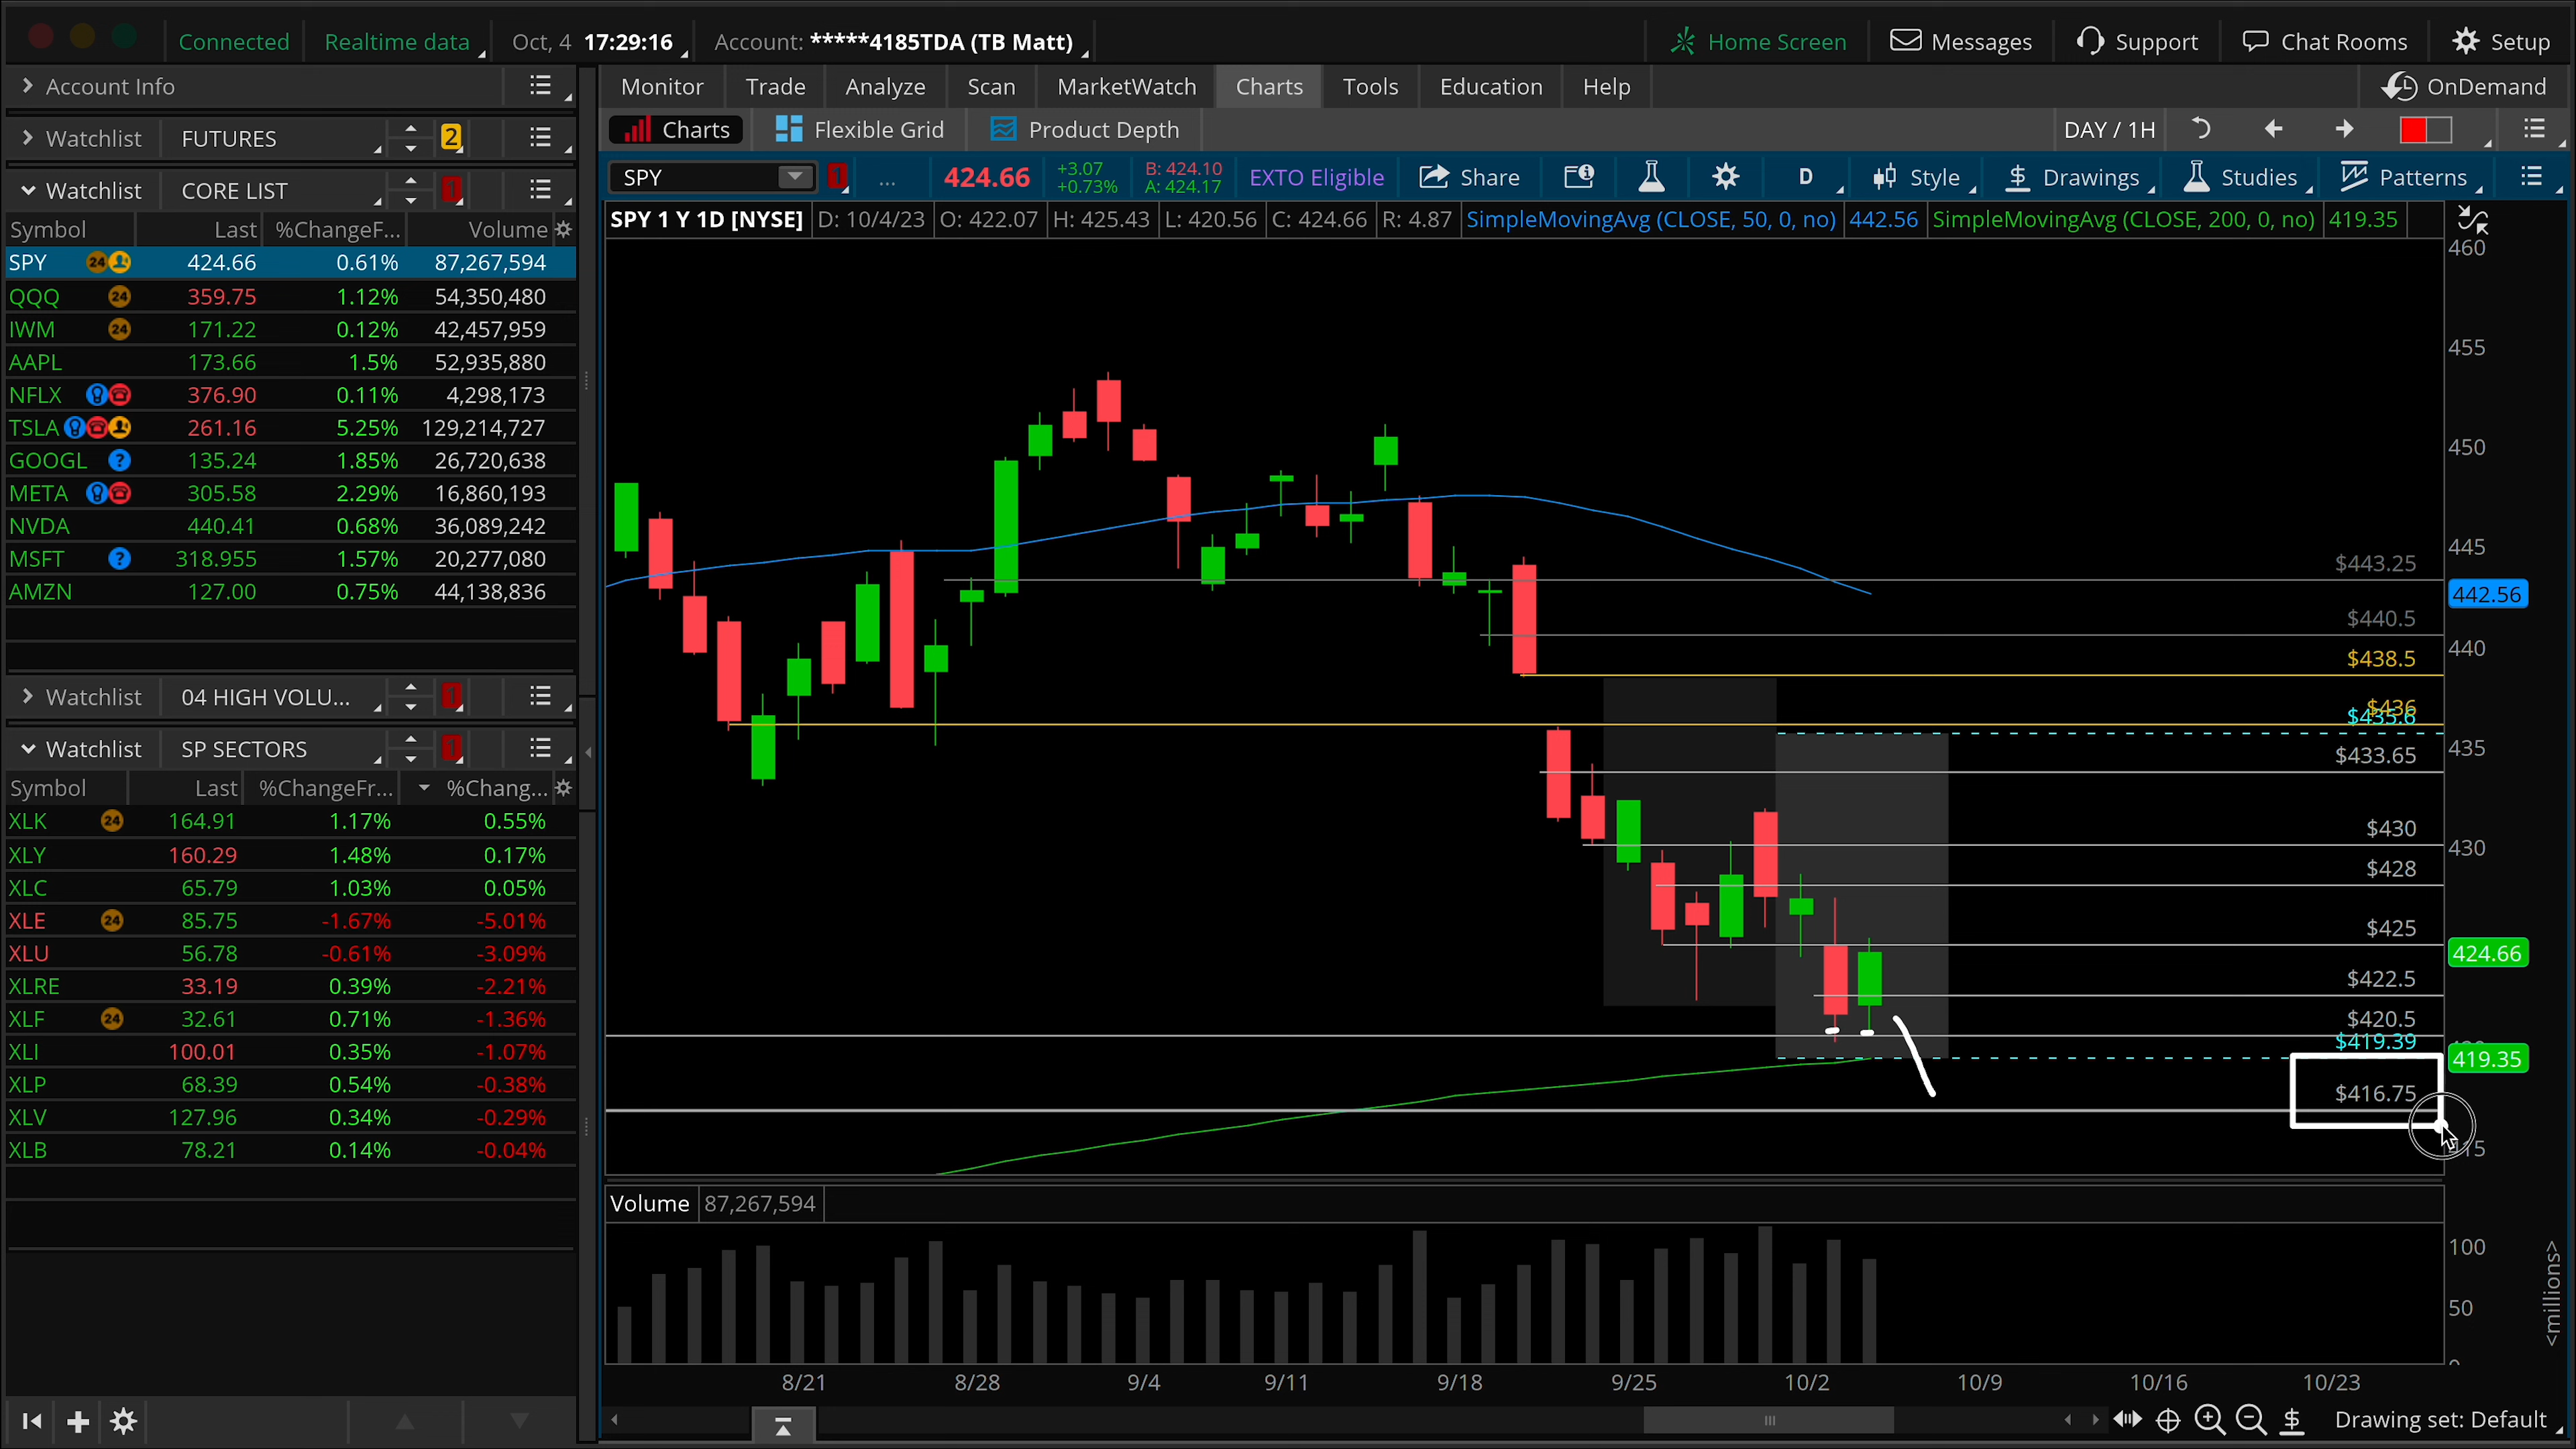 Connected Realtime data Oct, 4 17:29:16 Account: *****4185TDA (TB Matt) Home Screen Messages Support Chat Rooms Setup
Account Info
Monitor Trade Analyze Scan MarketWatch Charts Tools Education Help OnDemand
Watchlist FUTURES 2
Charts Flexible Grid Product Depth DAY / 1H
Watchlist CORE LIST 1
SPY 1 ... 424.66 +3.07 +0.73% B: 424.10 A: 424.17 EXTO Eligible Share D Style Drawings Studies Patterns
Symbol Last %ChangeF... Volume
SPY 1 Y 1D [NYSE] D: 10/4/23 O: 422.07 H: 425.43 L: 420.56 C: 424.66 R: 4.87 SimpleMovingAvg (CLOSE, 50, 0, no) 442.56 SimpleMovingAvg (CLOSE, 200, 0, no) 419.35
SPY 24 424.66 0.61% 87,267,594
QQQ 24 359.75 1.12% 54,350,480
IWM 24 171.22 0.12% 42,457,959
AAPL 173.66 1.5% 52,935,880
NFLX 376.90 0.11% 4,298,173
TSLA 261.16 5.25% 129,214,727
GOOGL ? 135.24 1.85% 26,720,638
META 305.58 2.29% 16,860,193
NVDA 440.41 0.68% 36,089,242
MSFT ? 318.955 1.57% 20,277,080
AMZN 127.00 0.75% 44,138,836
Watchlist 04 HIGH VOLU... 1
Watchlist SP SECTORS 1
Symbol Last %ChangeFr... %Chang...
XLK 24 164.91 1.17% 0.55%
XLY 160.29 1.48% 0.17%
XLC 65.79 1.03% 0.05%
XLE 24 85.75 -1.67% -5.01%
XLU 56.78 -0.61% -3.09%
XLRE 33.19 0.39% -2.21%
XLF 24 32.61 0.71% -1.36%
XLI 100.01 0.35% -1.07%
XLP 68.39 0.54% -0.38%
XLV 127.96 0.34% -0.29%
XLB 78.21 0.14% -0.04%
460
455
450
445
$443.25
442.56
$440.5
440
$438.5
$436
$435.6
435
$433.65
$430
430
$428
$425
424.66
$422.5
$420.5
$419.39
419.35
$416.75
Volume 87,267,594
100
50
<millions>
8/21 8/28 9/4 9/11 9/18 9/25 10/2 10/9 10/16 10/23
Drawing set: Default